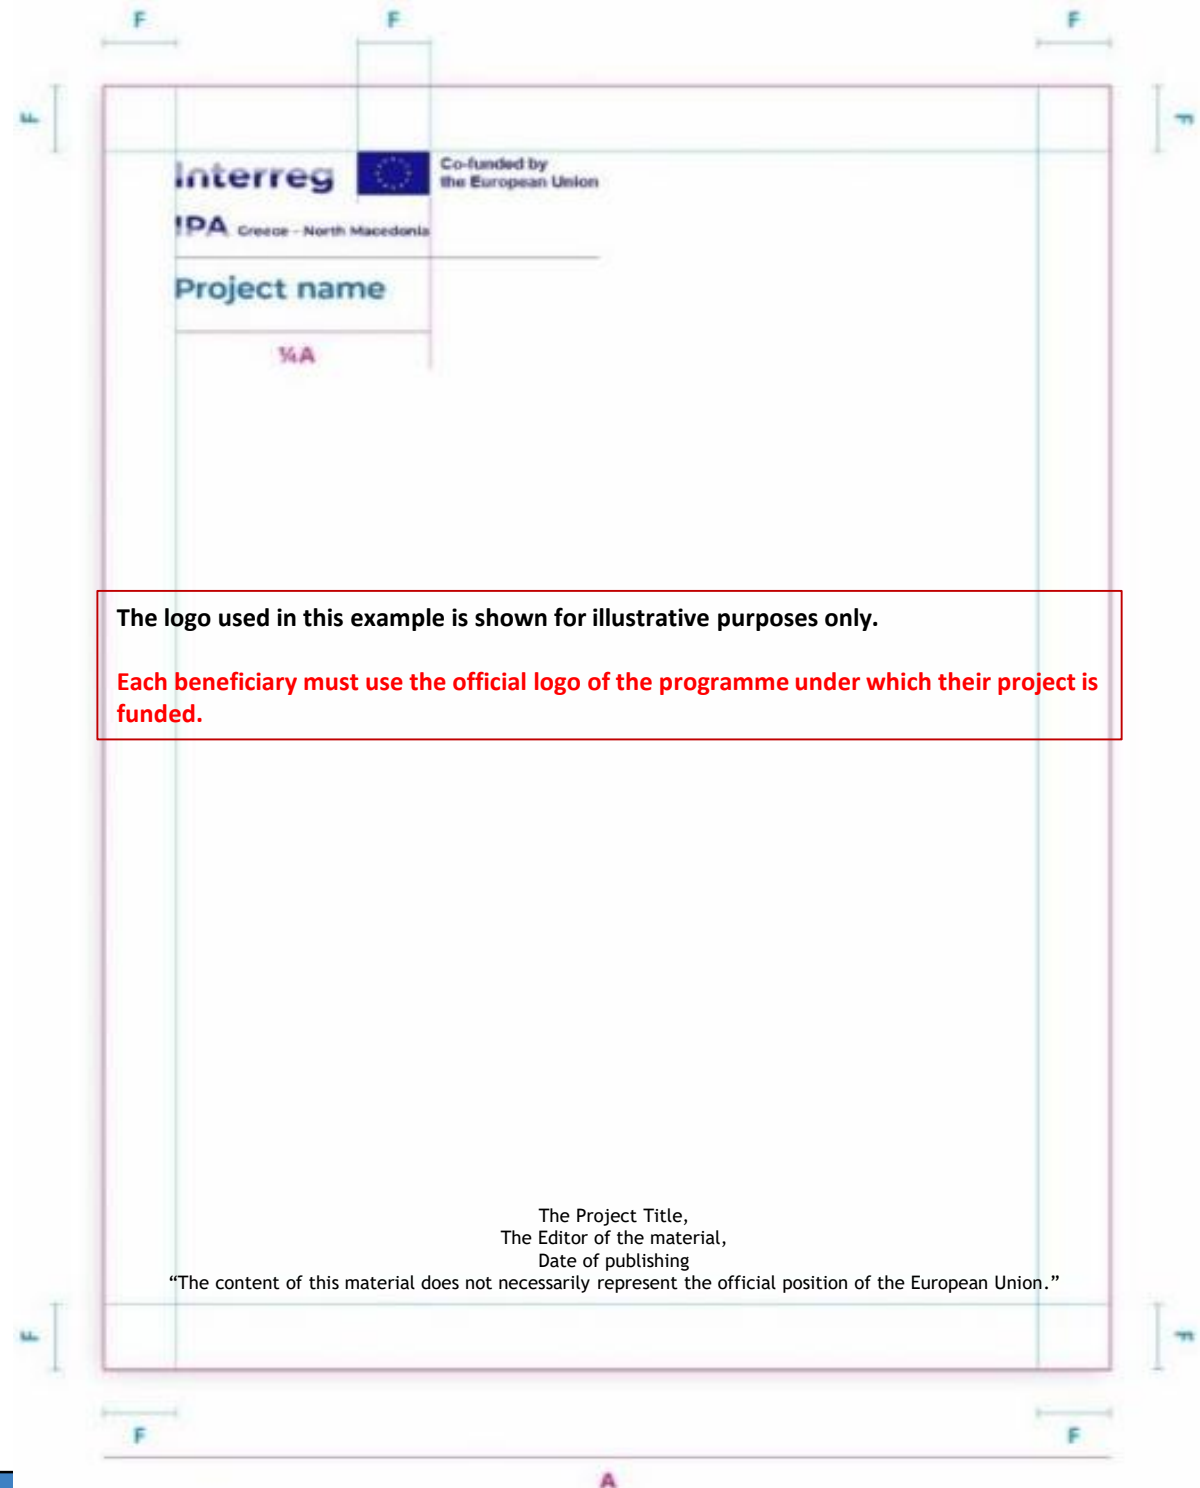 F F F
F F
Interreg Co-funded by
the European Union
IPA Greece - North Macedonia
Project name
¼A
The logo used in this example is shown for illustrative purposes only.
Each beneficiary must use the official logo of the programme under which their project is
funded.
The Project Title,
The Editor of the material,
Date of publishing
“The content of this material does not necessarily represent the official position of the European Union.”
F F
F F
A